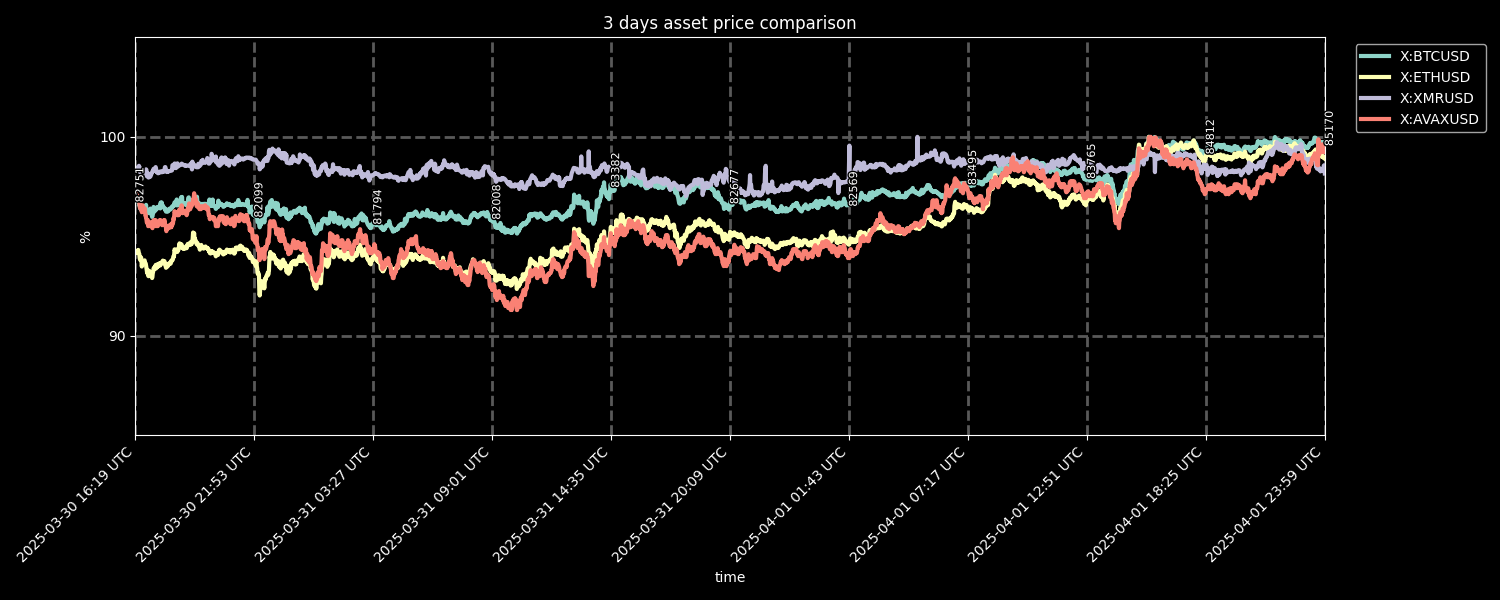 3 days asset price comparison
X:BTCUSD
X:ETHUSD
X:XMRUSD
X:AVAXUSD
100
90
%
82099
81794
82008
83382
82677
82569
83495
83765
84812
85170
2025-03-30 16:19 UTC
2025-03-30 21:53 UTC
2025-03-31 03:27 UTC
2025-03-31 09:01 UTC
2025-03-31 14:35 UTC
2025-03-31 20:09 UTC
2025-04-01 01:43 UTC
2025-04-01 07:17 UTC
2025-04-01 12:51 UTC
2025-04-01 18:25 UTC
2025-04-01 23:59 UTC
time